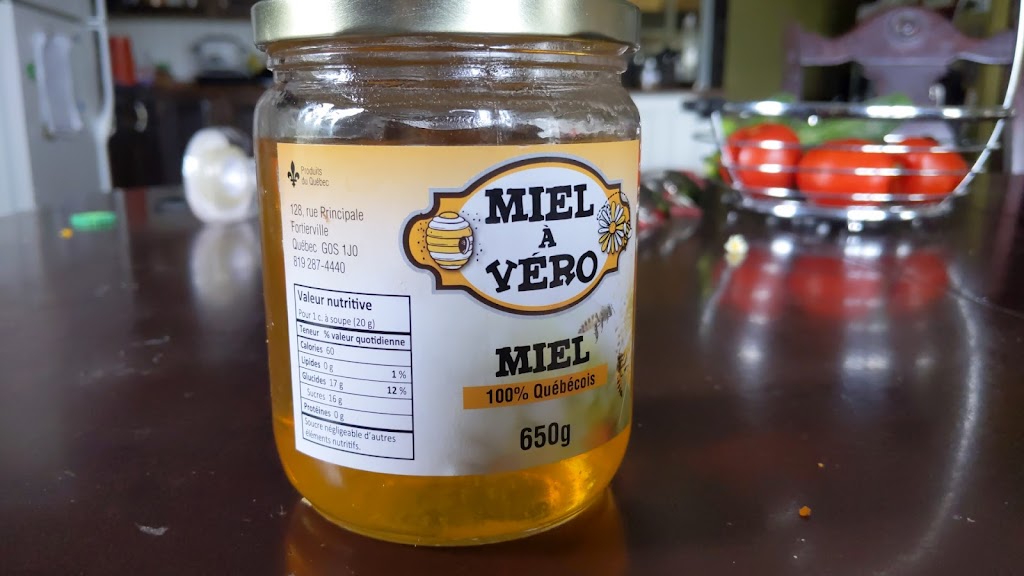 Produits
du Québec
128, rue Principale
Fortierville
Québec G0S 1J0
819 287-4440
Valeur nutritive
Pour 1 c. à soupe (20 g)
Teneur % valeur quotidienne
Calories 60
Lipides 0 g 1 %
Glucides 17 g 12 %
Sucres 16 g
Protéines 0 g
Source négligeable d'autres
éléments nutritifs.
MIEL
À
VÉRO
MIEL
100% Québécois
650g